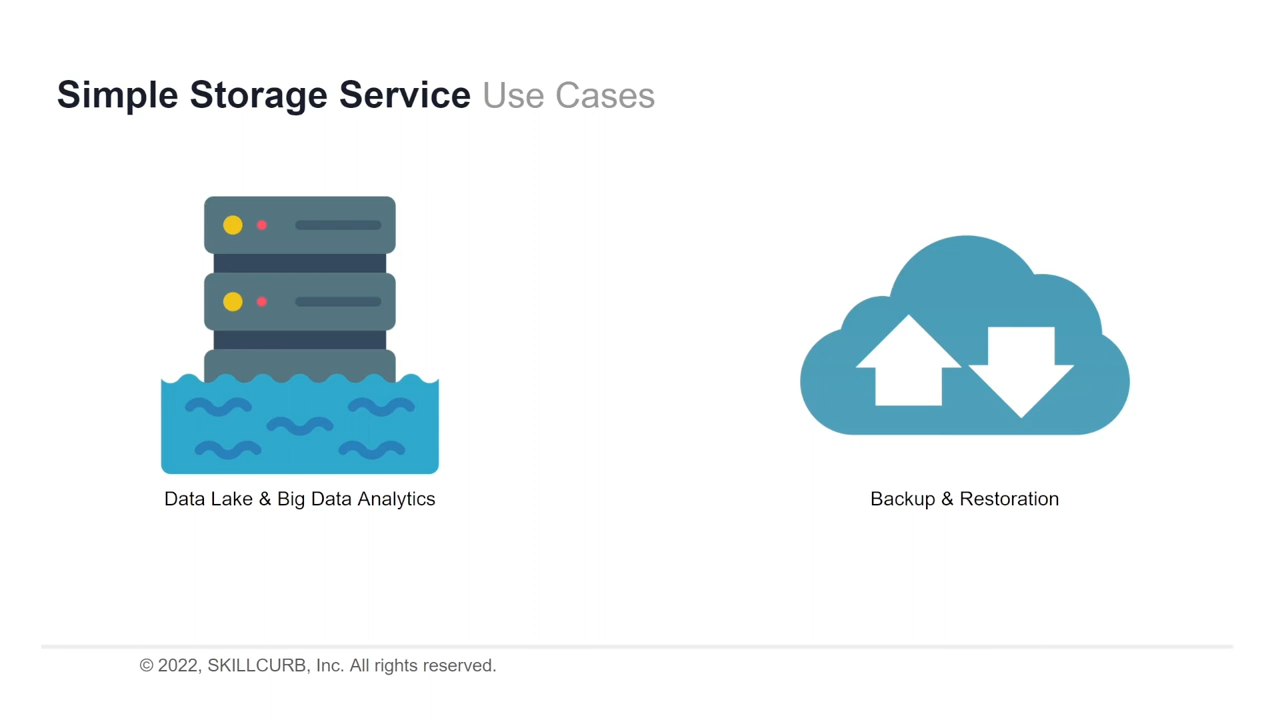 Simple Storage Service Use Cases
Data Lake & Big Data Analytics
Backup & Restoration
© 2022, SKILLCURB, Inc. All rights reserved.